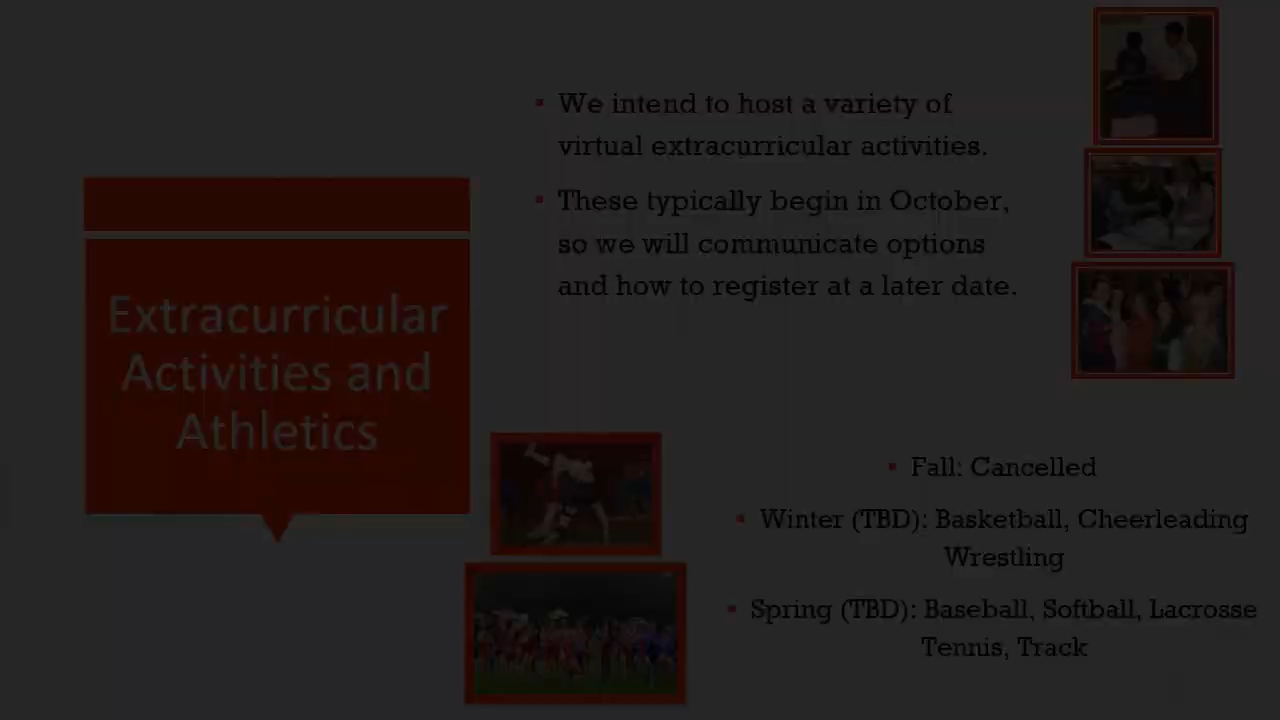 Extracurricular
Activities and
Athletics
We intend to host a variety of
virtual extracurricular activities.
These typically begin in October,
so we will communicate options
and how to register at a later date.
Fall: Cancelled
Winter (TBD): Basketball, Cheerleading
Wrestling
Spring (TBD): Baseball, Softball, Lacrosse
Tennis, Track